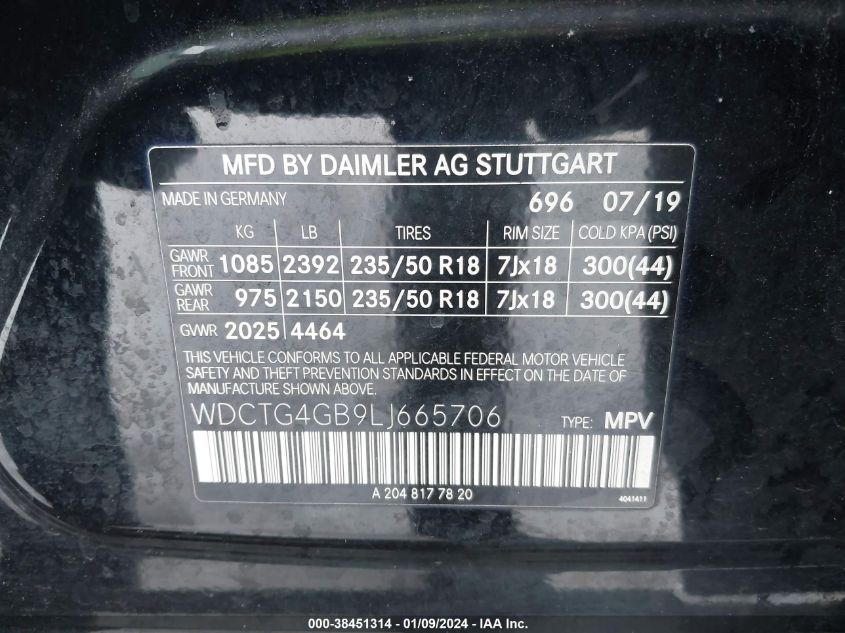 MFD BY DAIMLER AG STUTTGART
MADE IN GERMANY 696 07/19
KG LB TIRES RIM SIZE COLD KPA (PSI)
GAWR FRONT 1085 2392 235/50 R18 7Jx18 300(44)
GAWR REAR 975 2150 235/50 R18 7Jx18 300(44)
GVWR 2025 4464
THIS VEHICLE CONFORMS TO ALL APPLICABLE FEDERAL MOTOR VEHICLE
SAFETY AND THEFT PREVENTION STANDARDS IN EFFECT ON THE DATE OF
MANUFACTURE SHOWN ABOVE.
WDCTG4GB9LJ665706 TYPE: MPV
A 204 817 78 20 4041411
000-38451314 - 01/09/2024 - IAA Inc.